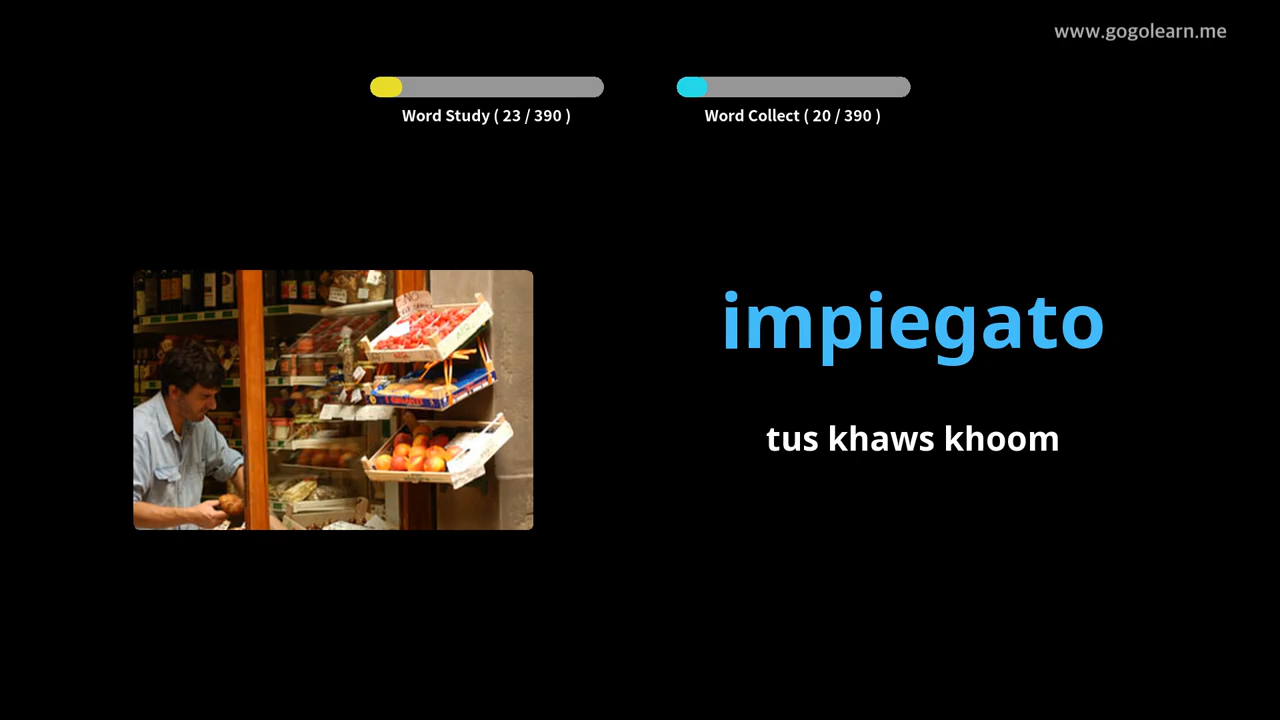 www.gogolearn.me
Word Study ( 23 / 390 )
Word Collect ( 20 / 390 )
impiegato
tus khaws khoom